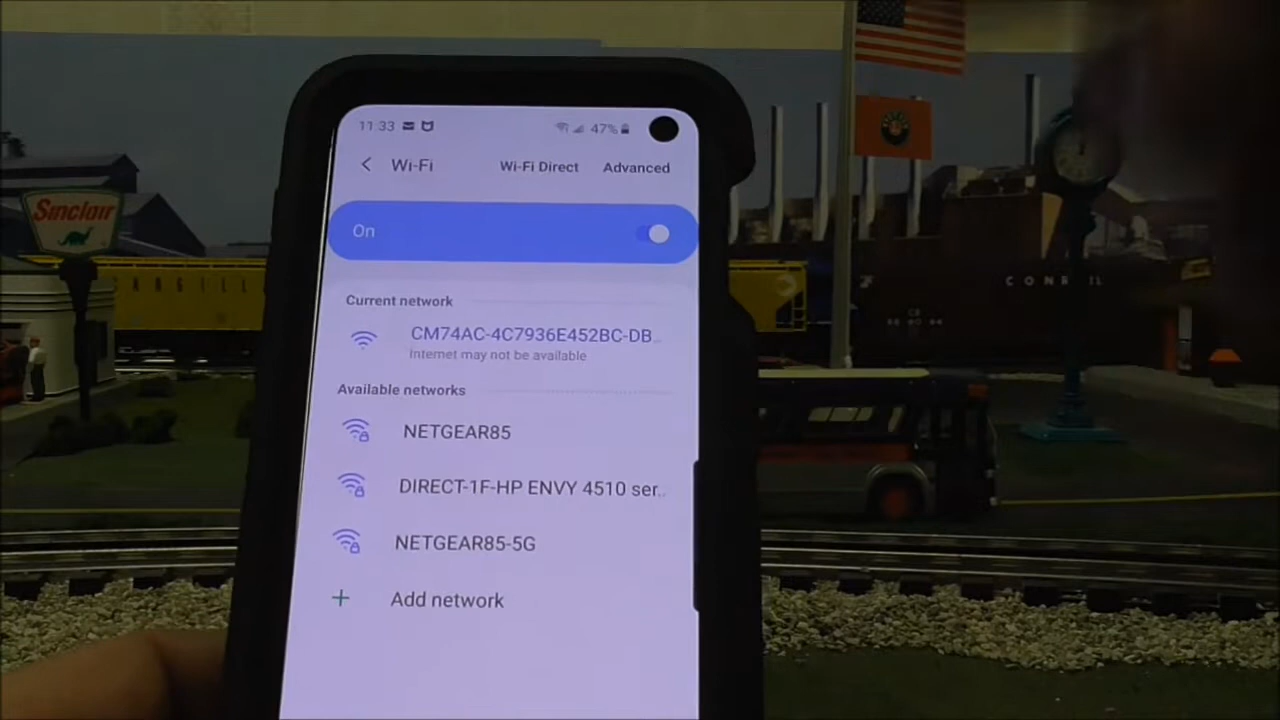 11:33
47%
Wi-Fi
Wi-Fi Direct
Advanced
On
Current network
CM74AC-4C7936E452BC-DB..
Internet may not be available
Available networks
NETGEAR85
DIRECT-1F-HP ENVY 4510 ser..
NETGEAR85-5G
Add network
Sinclair